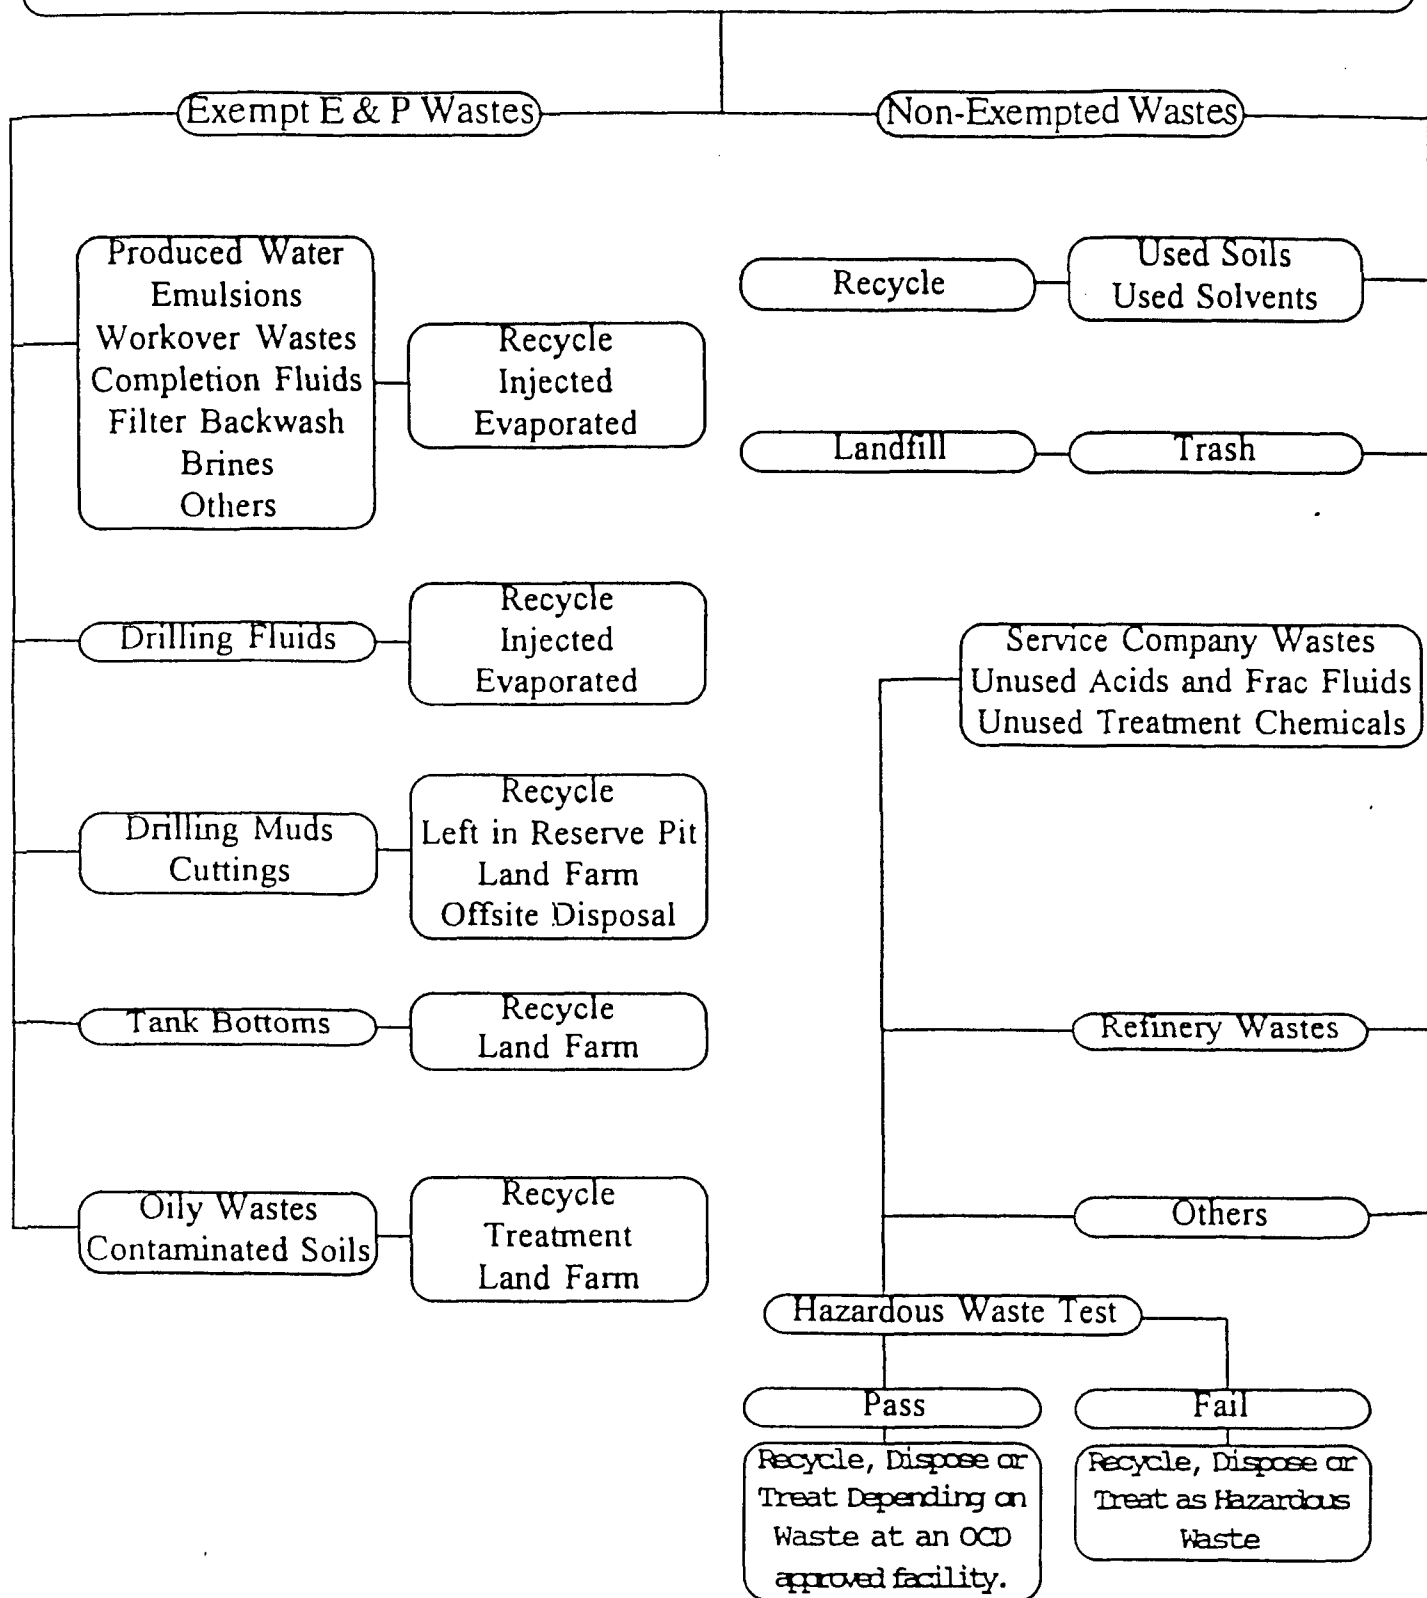 Exempt E & P Wastes
Non-Exempted Wastes
Produced Water
Emulsions
Workover Wastes
Completion Fluids
Filter Backwash
Brines
Others
Recycle
Injected
Evaporated
Drilling Fluids
Recycle
Injected
Evaporated
Drilling Muds
Cuttings
Recycle
Left in Reserve Pit
Land Farm
Offsite Disposal
Tank Bottoms
Recycle
Land Farm
Oily Wastes
Contaminated Soils
Recycle
Treatment
Land Farm
Recycle
Used Soils
Used Solvents
Landfill
Trash
Service Company Wastes
Unused Acids and Frac Fluids
Unused Treatment Chemicals
Refinery Wastes
Others
Hazardous Waste Test
Pass
Recycle, Dispose or
Treat Depending on
Waste at an OCD
approved facility.
Fail
Recycle, Dispose or
Treat as Hazardous
Waste